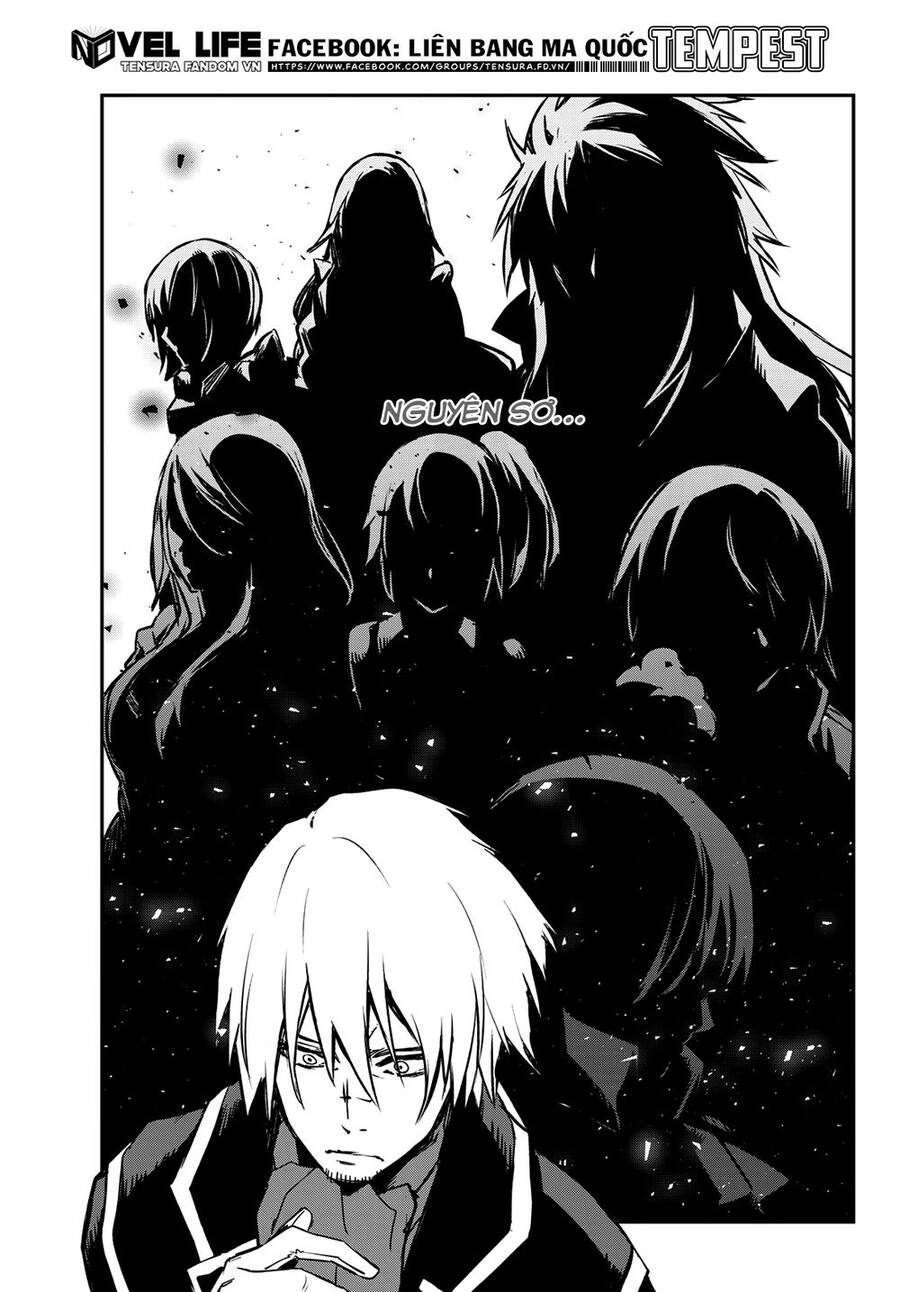 NOVEL LIFE
TENSURA FANDOM VN
FACEBOOK: LIÊN BANG MA QUỐC
HTTPS://WWW.FACEBOOK.COM/GROUPS/TENSURA.FD.VN/
TEMPEST
NGUYÊN SƠ...